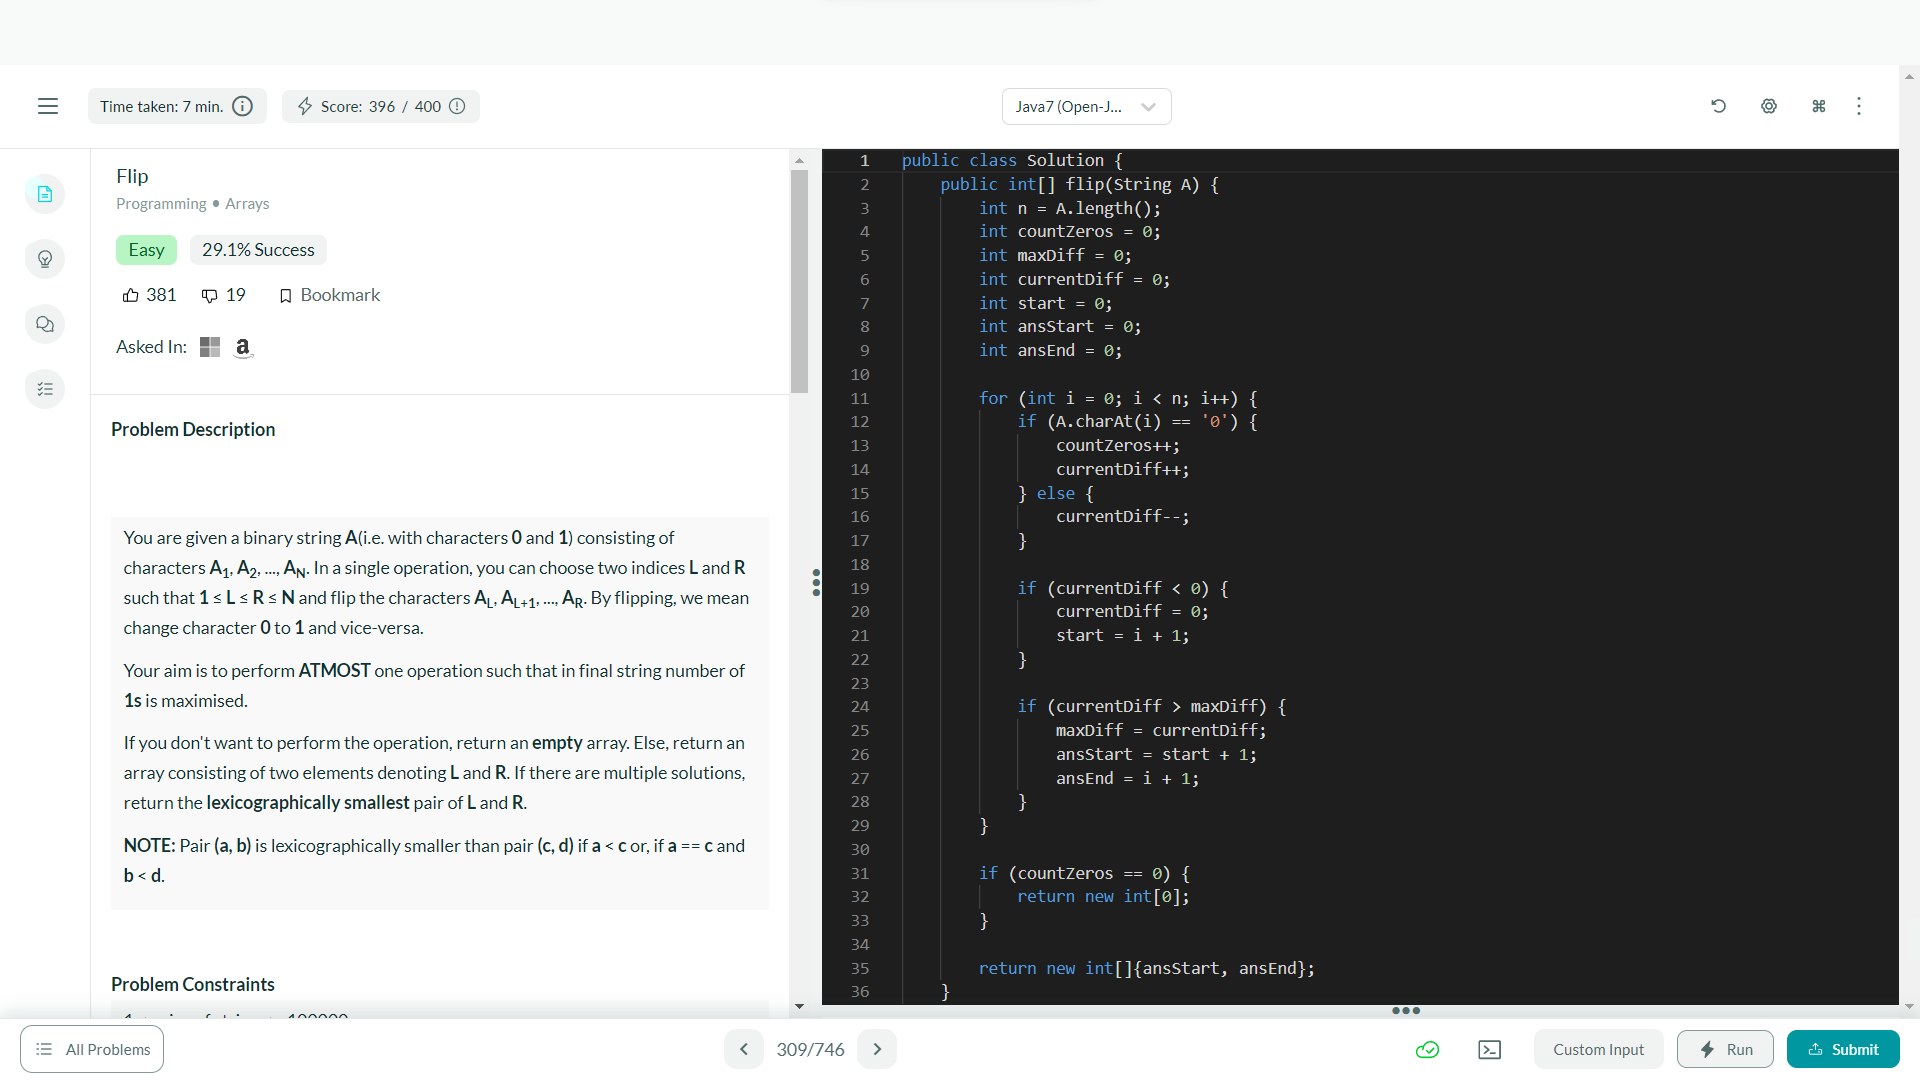 Time taken: 7 min.
Score: 396 / 400
Java7 (Open-J...
Flip
Programming • Arrays
Easy
29.1% Success
381
19
Bookmark
Asked In:
Problem Description
You are given a binary string A(i.e. with characters 0 and 1) consisting of
characters A1, A2, ..., AN. In a single operation, you can choose two indices L and R
such that 1 ≤ L ≤ R ≤ N and flip the characters AL, AL+1, ..., AR. By flipping, we mean
change character 0 to 1 and vice-versa.
Your aim is to perform ATMOST one operation such that in final string number of
1s is maximised.
If you don't want to perform the operation, return an empty array. Else, return an
array consisting of two elements denoting L and R. If there are multiple solutions,
return the lexicographically smallest pair of L and R.
NOTE: Pair (a, b) is lexicographically smaller than pair (c, d) if a < c or, if a == c and
b < d.
Problem Constraints
1 public class Solution {
2 public int[] flip(String A) {
3 int n = A.length();
4 int countZeros = 0;
5 int maxDiff = 0;
6 int currentDiff = 0;
7 int start = 0;
8 int ansStart = 0;
9 int ansEnd = 0;
10
11 for (int i = 0; i < n; i++) {
12 if (A.charAt(i) == '0') {
13 countZeros++;
14 currentDiff++;
15 } else {
16 currentDiff--;
17 }
18
19 if (currentDiff < 0) {
20 currentDiff = 0;
21 start = i + 1;
22 }
23
24 if (currentDiff > maxDiff) {
25 maxDiff = currentDiff;
26 ansStart = start + 1;
27 ansEnd = i + 1;
28 }
29 }
30
31 if (countZeros == 0) {
32 return new int[0];
33 }
34
35 return new int[]{ansStart, ansEnd};
36 }
All Problems
309/746
Custom Input
Run
Submit